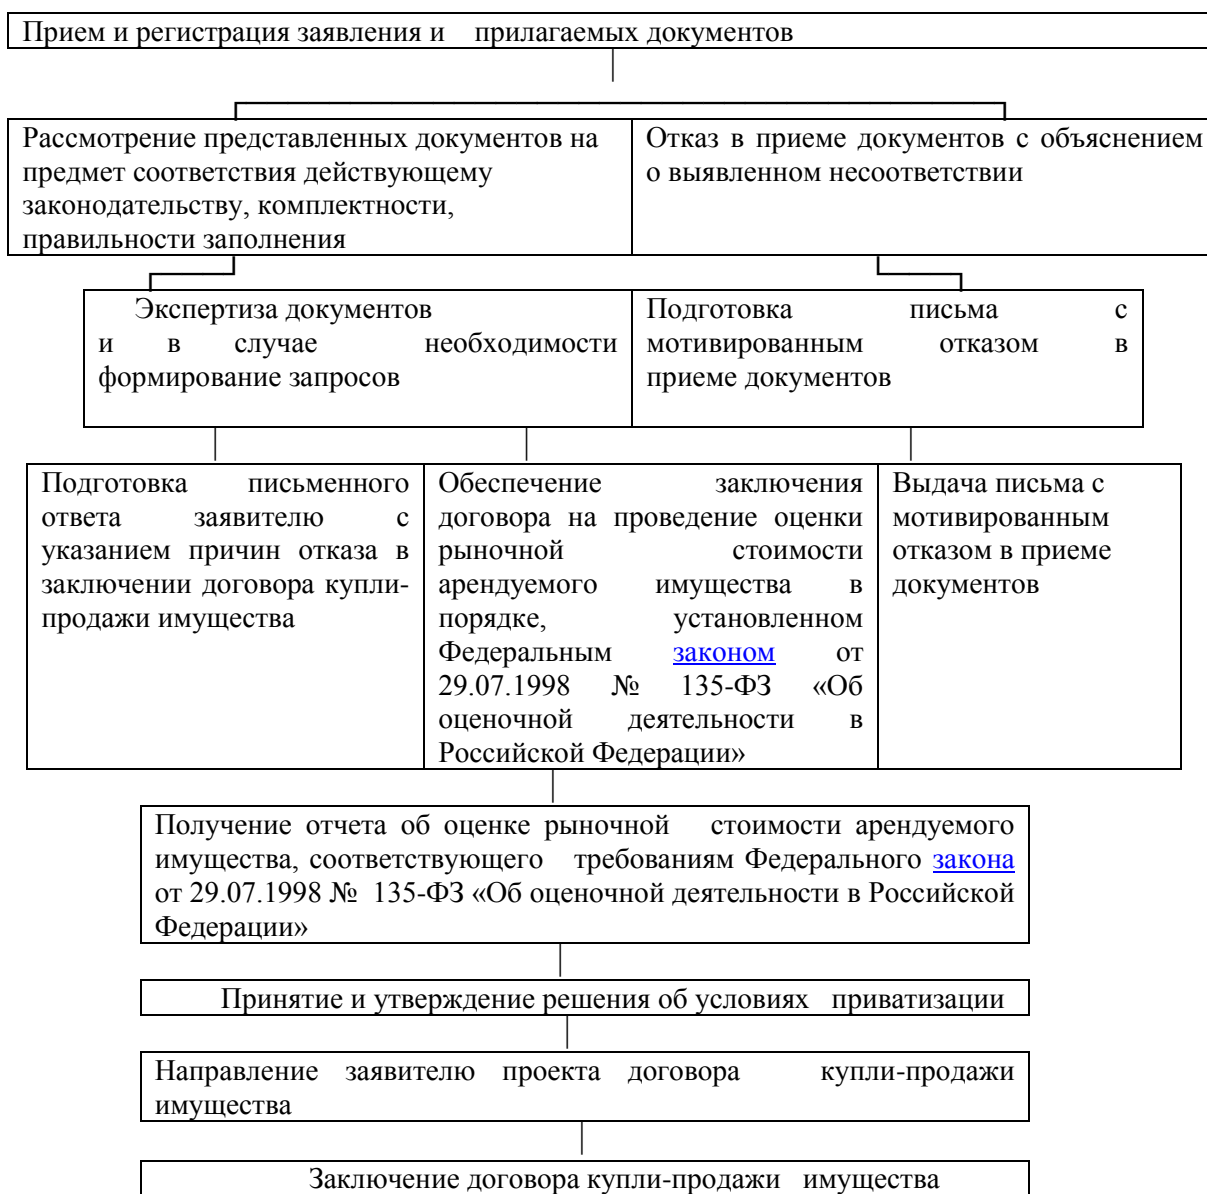 Прием и регистрация заявления и прилагаемых документов
Рассмотрение представленных документов на
предмет соответствия действующему
законодательству, комплектности,
правильности заполнения
Отказ в приеме документов с объяснением
о выявленном несоответствии
Экспертиза документов
и в случае необходимости
формирование запросов
Подготовка письма с
мотивированным отказом в
приеме документов
Подготовка письменного
ответа заявителю с
указанием причин отказа в
заключении договора купли-
продажи имущества
Обеспечение заключения
договора на проведение оценки
рыночной стоимости
арендуемого имущества в
порядке, установленном
Федеральным законом от
29.07.1998 № 135-ФЗ «Об
оценочной деятельности в
Российской Федерации»
Выдача письма с
мотивированным
отказом в приеме
документов
Получение отчета об оценке рыночной стоимости арендуемого
имущества, соответствующего требованиям Федерального закона
от 29.07.1998 № 135-ФЗ «Об оценочной деятельности в Российской
Федерации»
Принятие и утверждение решения об условиях приватизации
Направление заявителю проекта договора купли-продажи
имущества
Заключение договора купли-продажи имущества